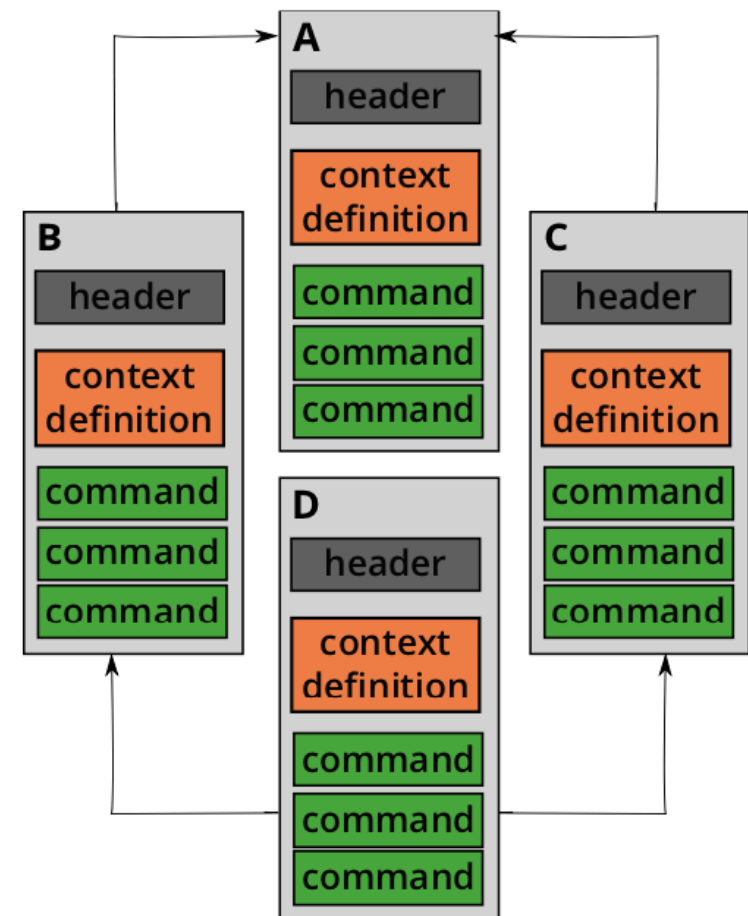 A
header
context
definition
command
command
command
B
header
context
definition
command
command
command
C
header
context
definition
command
command
command
D
header
context
definition
command
command
command